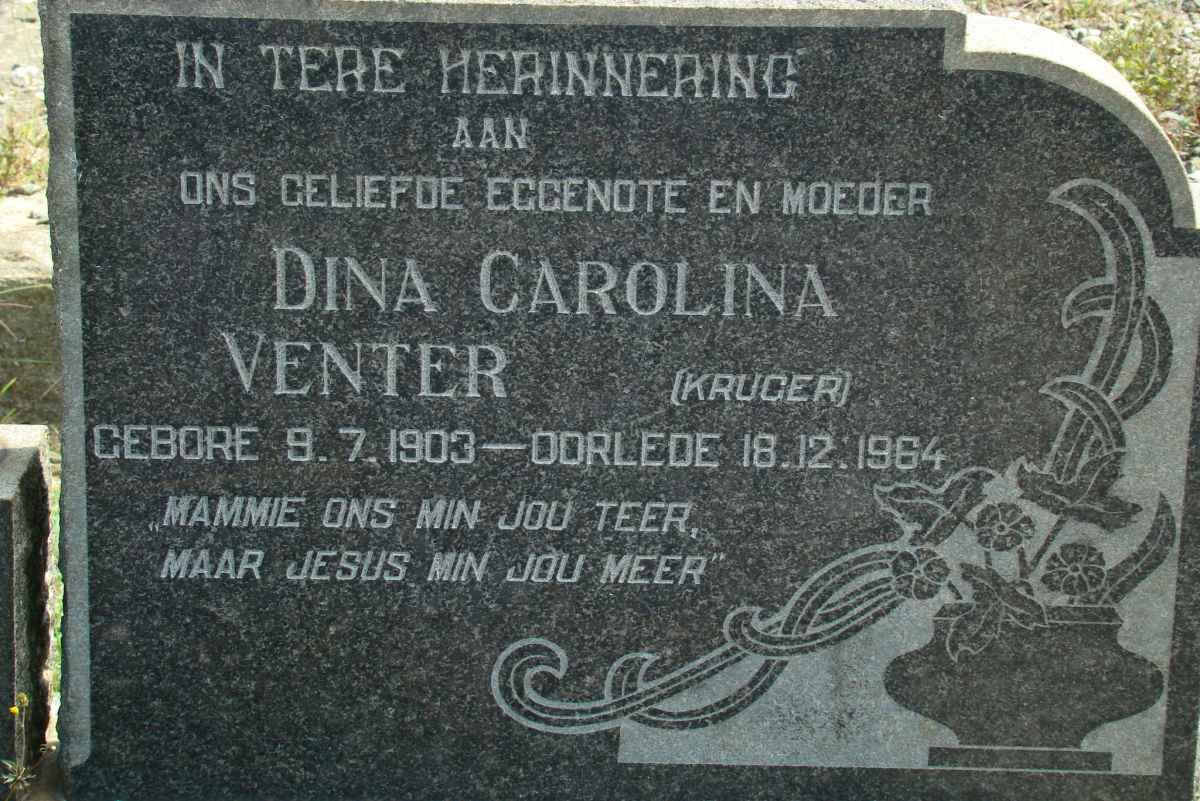 IN TERE HERINNERING
AAN
ONS GELIEFDE EGGENOTE EN MOEDER
DINA CAROLINA
VENTER (KRUGER)
GEBORE 9.7.1903—OORLEDE 18.12.1964
„MAMMIE ONS MIN JOU TEER,
MAAR JESUS MIN JOU MEER”